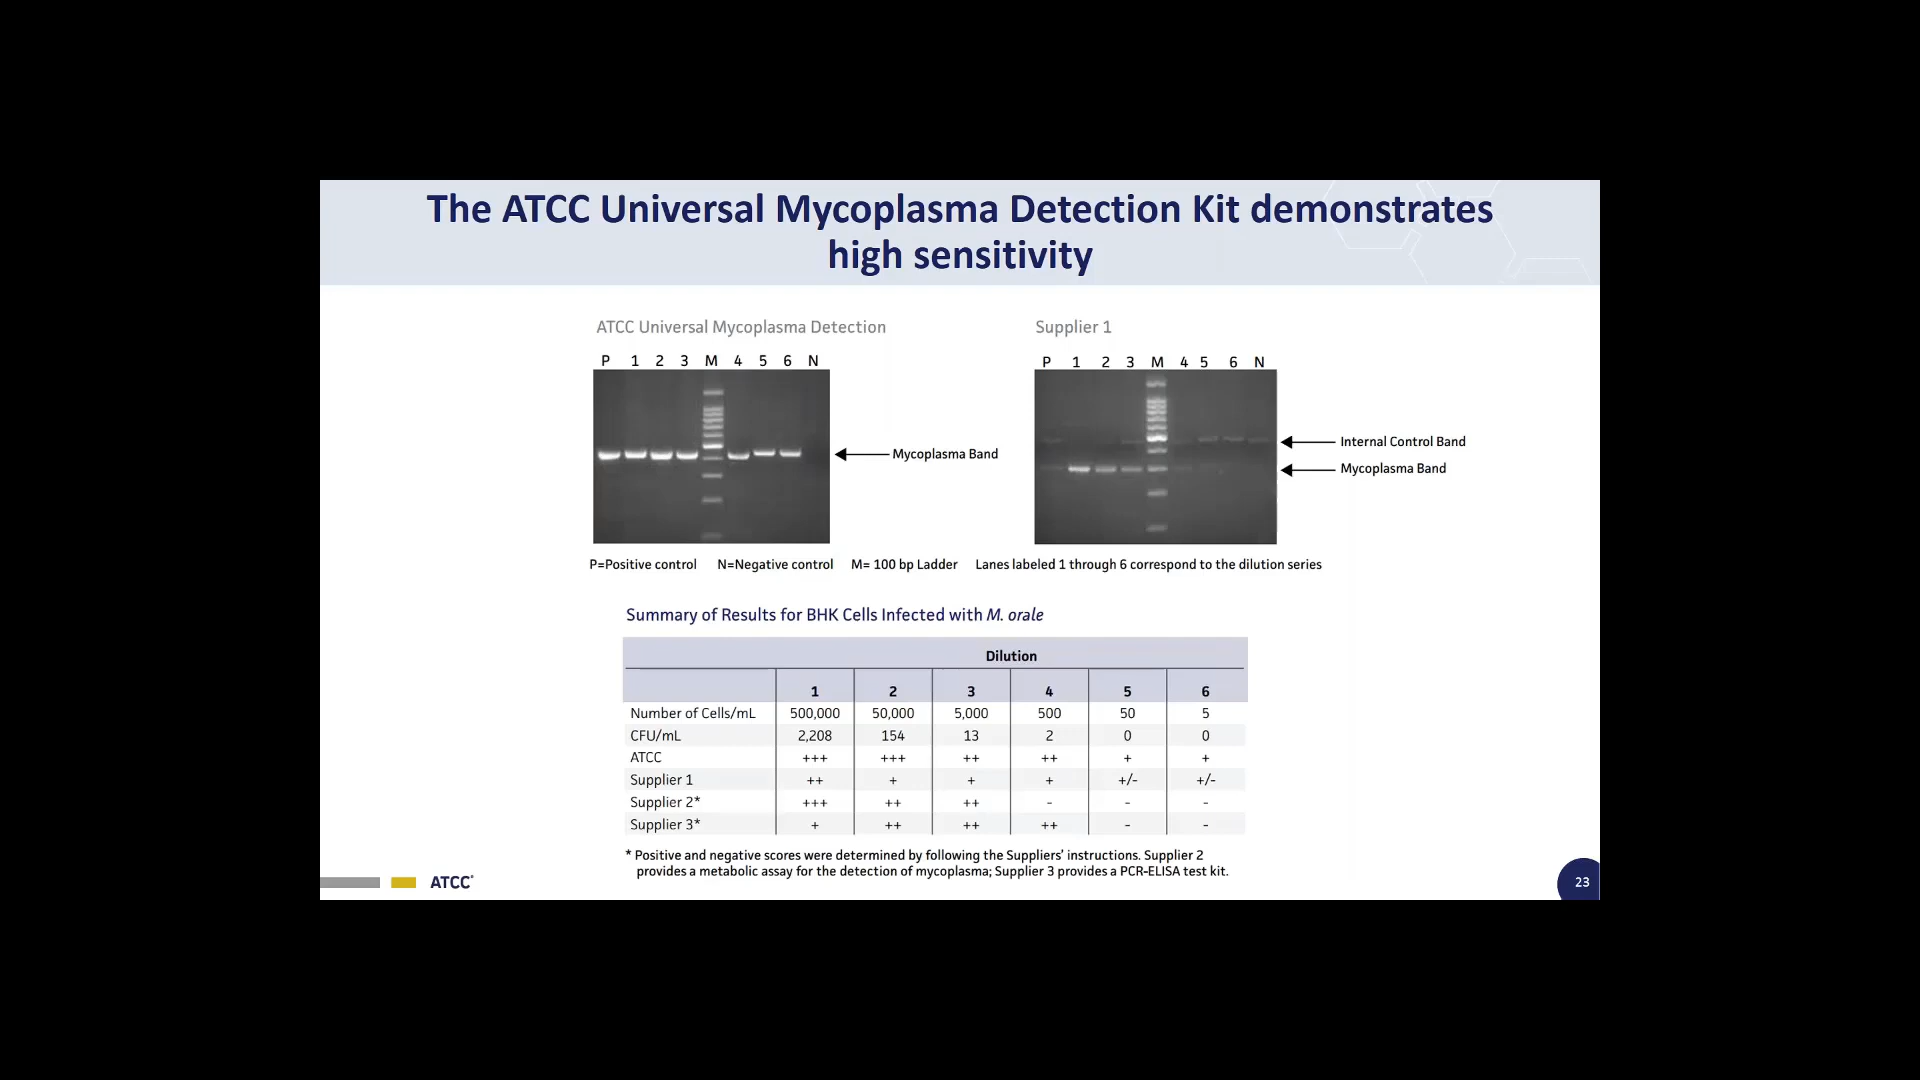 The ATCC Universal Mycoplasma Detection Kit demonstrates
high sensitivity
ATCC Universal Mycoplasma Detection
P 1 2 3 M 4 5 6 N
Mycoplasma Band
Supplier 1
P 1 2 3 M 4 5 6 N
Internal Control Band
Mycoplasma Band
P=Positive control N=Negative control M= 100 bp Ladder Lanes labeled 1 through 6 correspond to the dilution series
Summary of Results for BHK Cells Infected with M. orale
Dilution
1 2 3 4 5 6
Number of Cells/mL 500,000 50,000 5,000 500 50 5
CFU/mL 2,208 154 13 2 0 0
ATCC +++ +++ ++ ++ + +
Supplier 1 ++ + + + +/- +/-
Supplier 2* +++ ++ ++ - - -
Supplier 3* + ++ ++ ++ - -
* Positive and negative scores were determined by following the Suppliers' instructions. Supplier 2
provides a metabolic assay for the detection of mycoplasma; Supplier 3 provides a PCR-ELISA test kit.
ATCC®
23